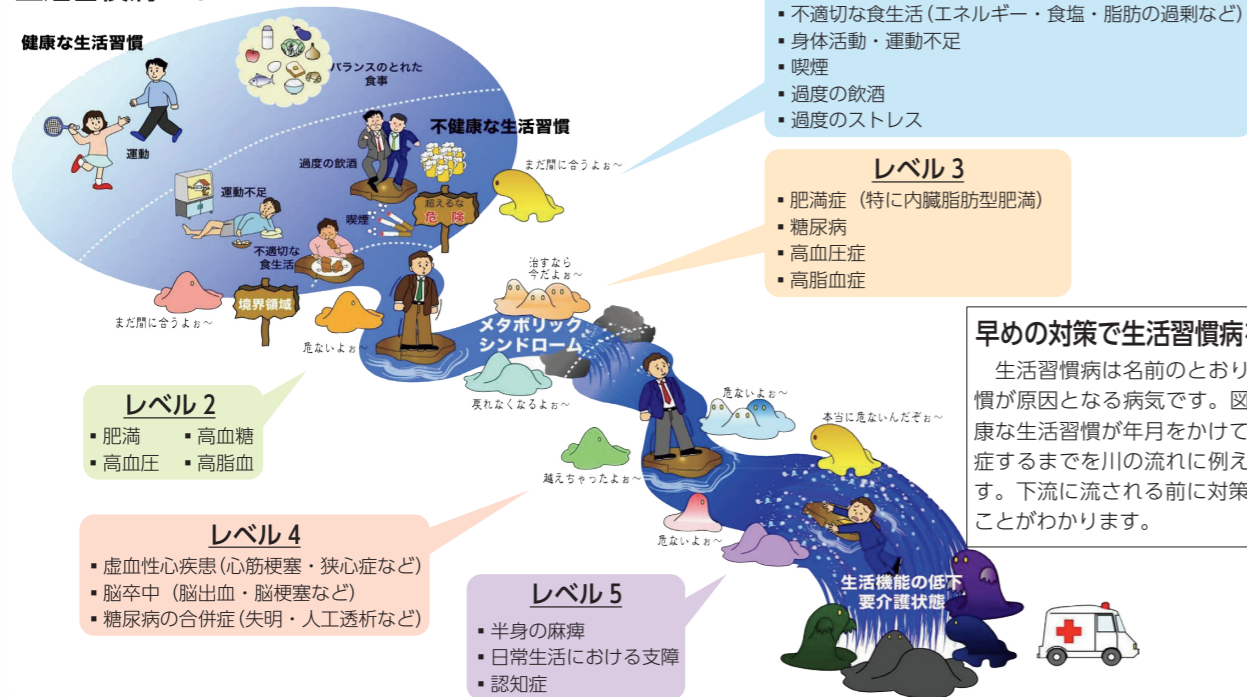 健康な生活習慣
バランスのとれた
食事
運動
不健康な生活習慣
過度の飲酒
まだ間に合うよぉ～
運動不足
喫煙
超えるな
危険
不適切な
食生活
境界領域
まだ間に合うよぉ～
危ないよぉ～
治すなら
今だよぉ～
メタボリック
シンドローム
戻れなくなるよぉ～
危ないよぉ～
本当に危ないんだぞぉ～
越えちゃったよぉ～
危ないよぉ～
生活機能の低下
要介護状態
▪ 不適切な食生活（エネルギー・食塩・脂肪の過剰など）
▪ 身体活動・運動不足
▪ 喫煙
▪ 過度の飲酒
▪ 過度のストレス
レベル 2
▪ 肥満 ▪ 高血糖
▪ 高血圧 ▪ 高脂血
レベル 3
▪ 肥満症（特に内臓脂肪型肥満）
▪ 糖尿病
▪ 高血圧症
▪ 高脂血症
レベル 4
▪ 虚血性心疾患（心筋梗塞・狭心症など）
▪ 脳卒中（脳出血・脳梗塞など）
▪ 糖尿病の合併症（失明・人工透析など）
レベル 5
▪ 半身の麻痺
▪ 日常生活における支障
▪ 認知症
早めの対策で生活習慣病
生活習慣病は名前のとおり
慣が原因となる病気です。図
康な生活習慣が年月をかけて
症するまでを川の流れに例え
す。下流に流される前に対策
ことがわかります。